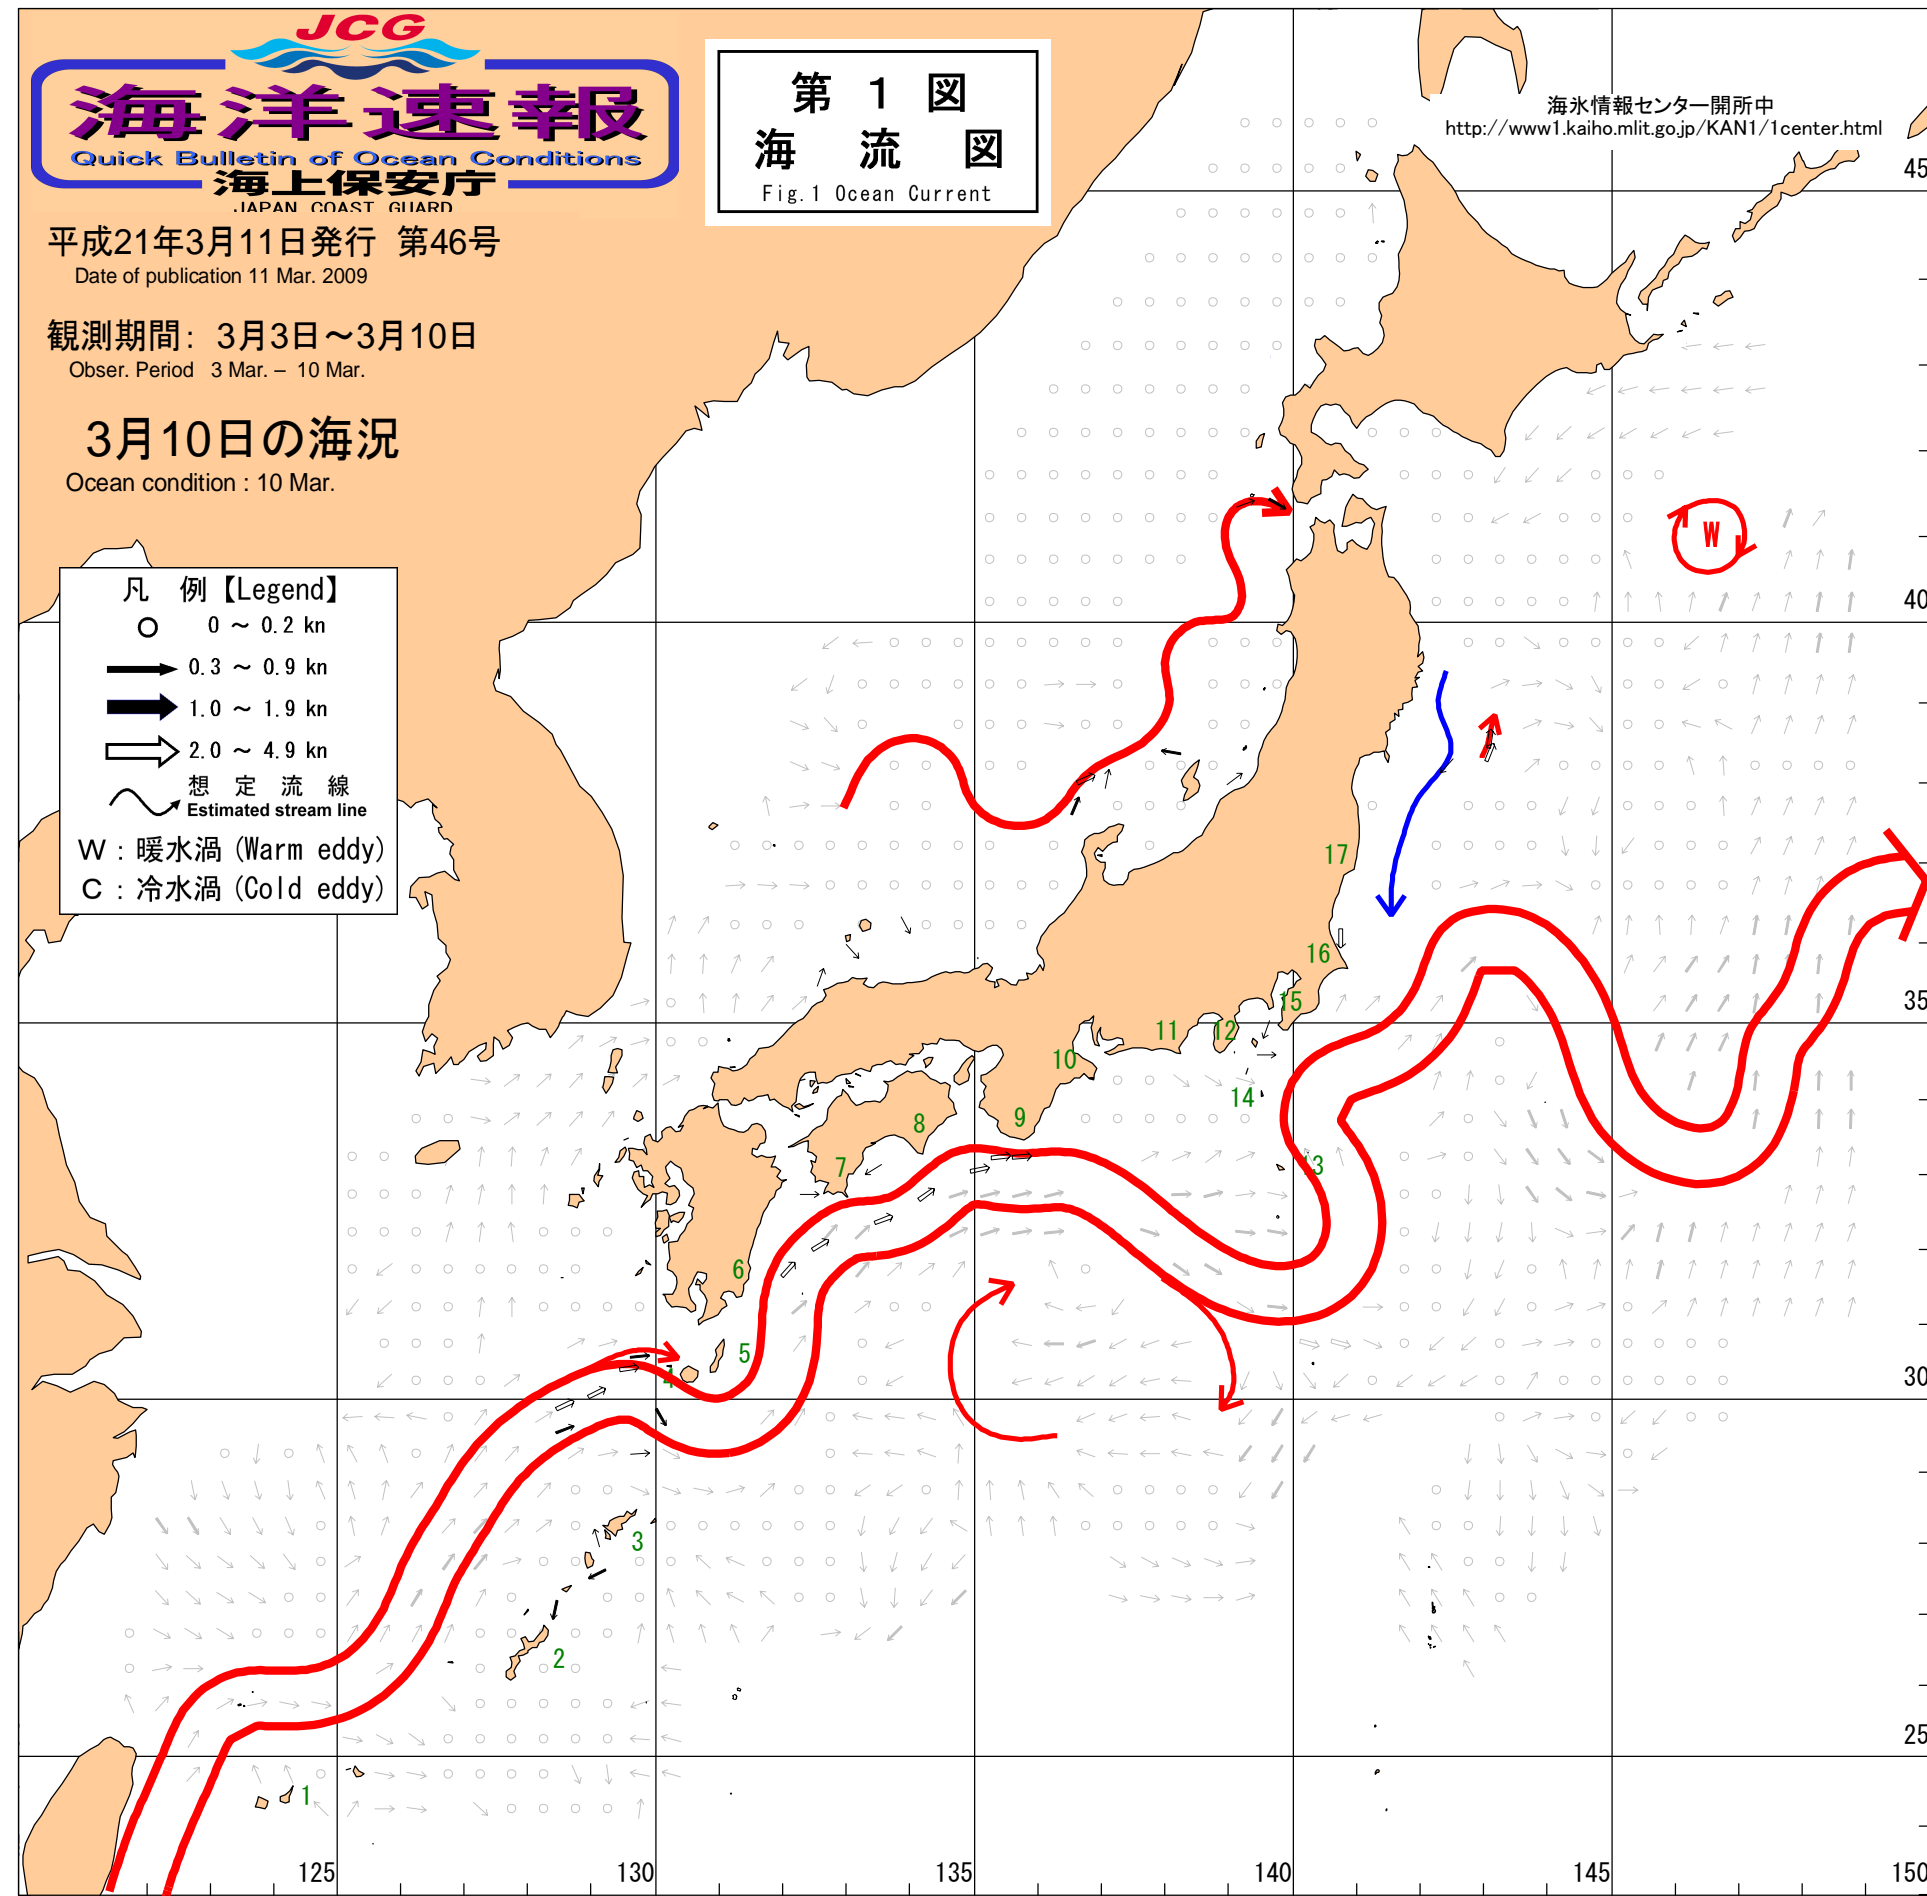 JCG
海洋速報
Quick Bulletin of Ocean Conditions
海上保安庁
JAPAN COAST GUARD
平成21年3月11日発行 第46号
Date of publication 11 Mar. 2009
観測期間: 3月3日～3月10日
Obser. Period 3 Mar. – 10 Mar.
3月10日の海況
Ocean condition : 10 Mar.
第 1 図
海 流 図
Fig.1 Ocean Current
海氷情報センター開所中
http://www1.kaiho.mlit.go.jp/KAN1/1center.html
凡 例【Legend】
0 ～ 0.2 kn
0.3 ～ 0.9 kn
1.0 ～ 1.9 kn
2.0 ～ 4.9 kn
想 定 流 線
Estimated stream line
W : 暖水渦 (Warm eddy)
C : 冷水渦 (Cold eddy)
45
W
40
17
16
35
15
12
11
10
14
9
8
7
13
6
5
4
30
3
2
25
1
125
130
135
140
145
150